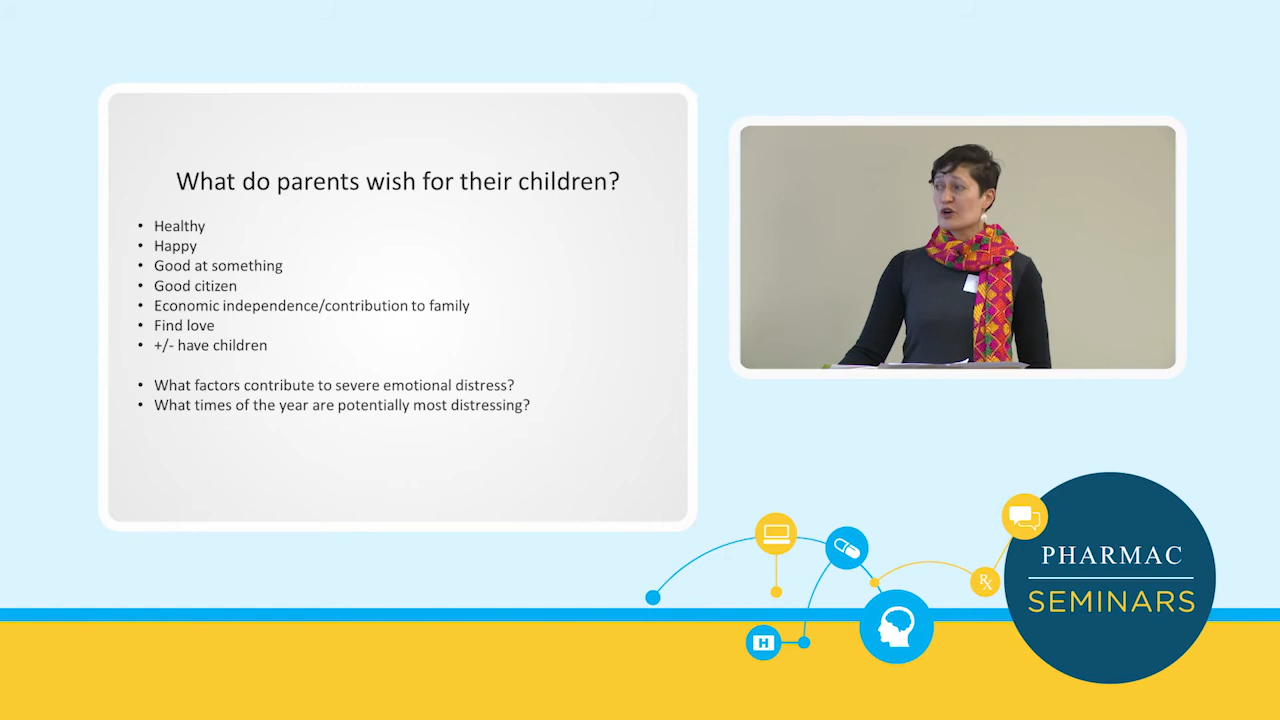 What do parents wish for their children?
• Healthy
• Happy
• Good at something
• Good citizen
• Economic independence/contribution to family
• Find love
• +/- have children
• What factors contribute to severe emotional distress?
• What times of the year are potentially most distressing?
H
Rx
PHARMAC
SEMINARS